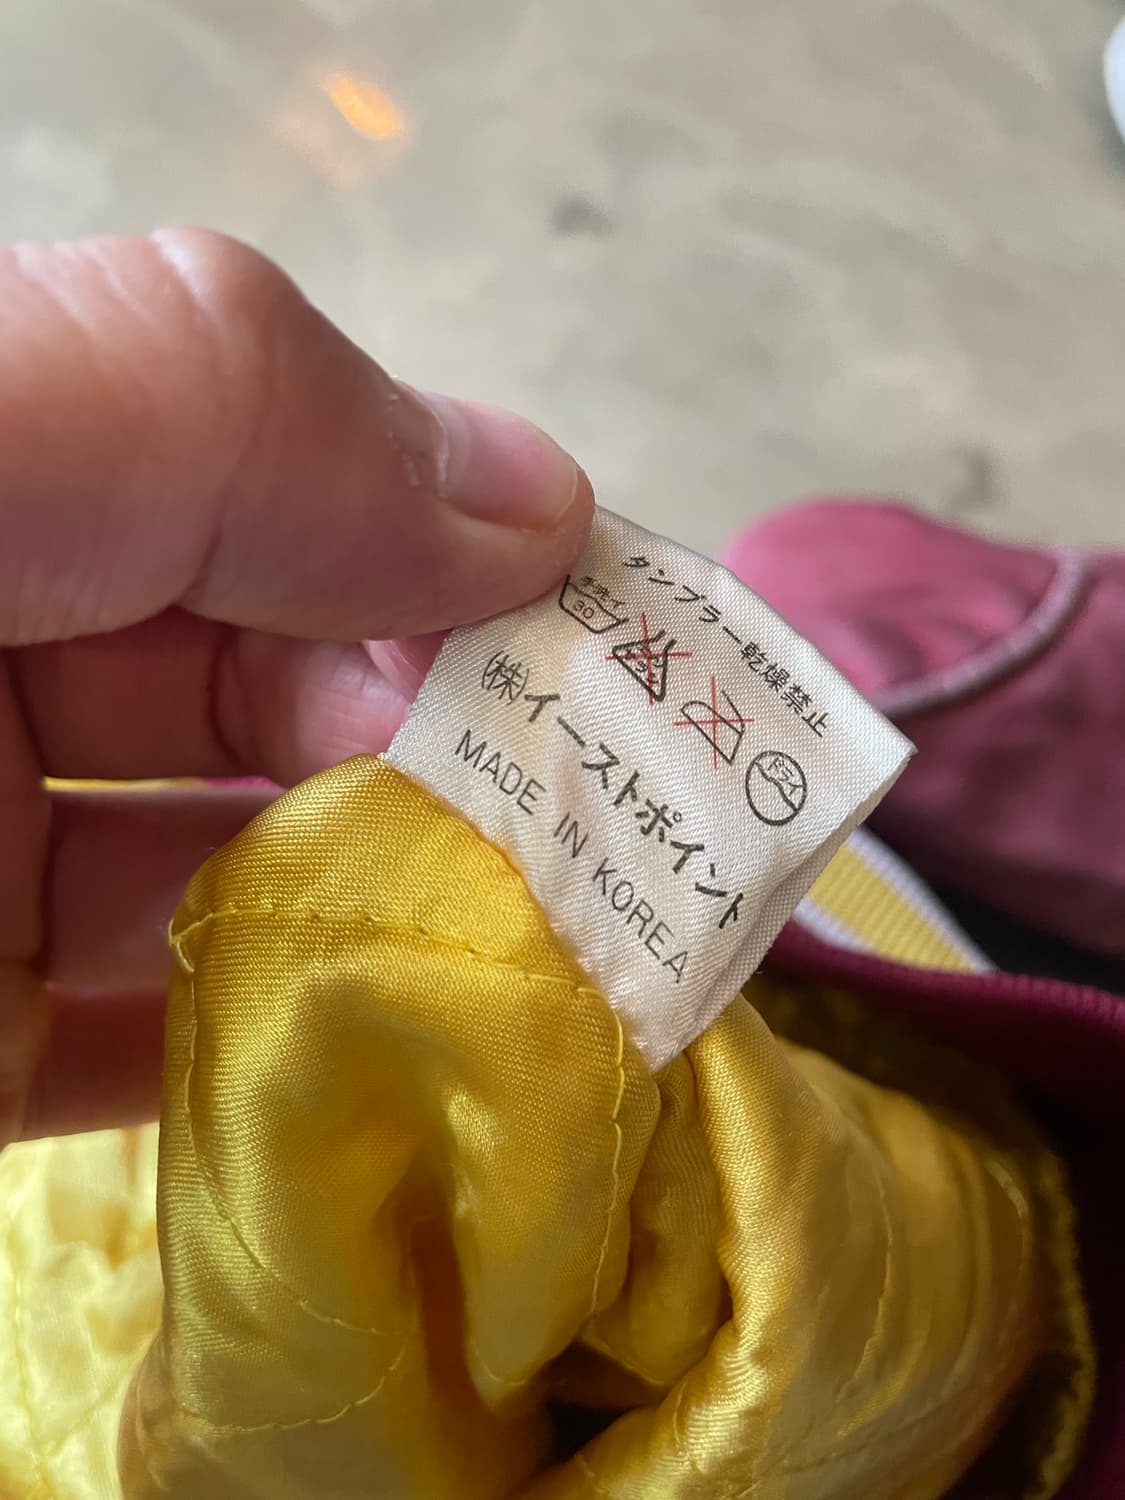 タンブラー乾燥禁止
手洗イ
30
ドライ
(株)イーストポイント
MADE IN KOREA